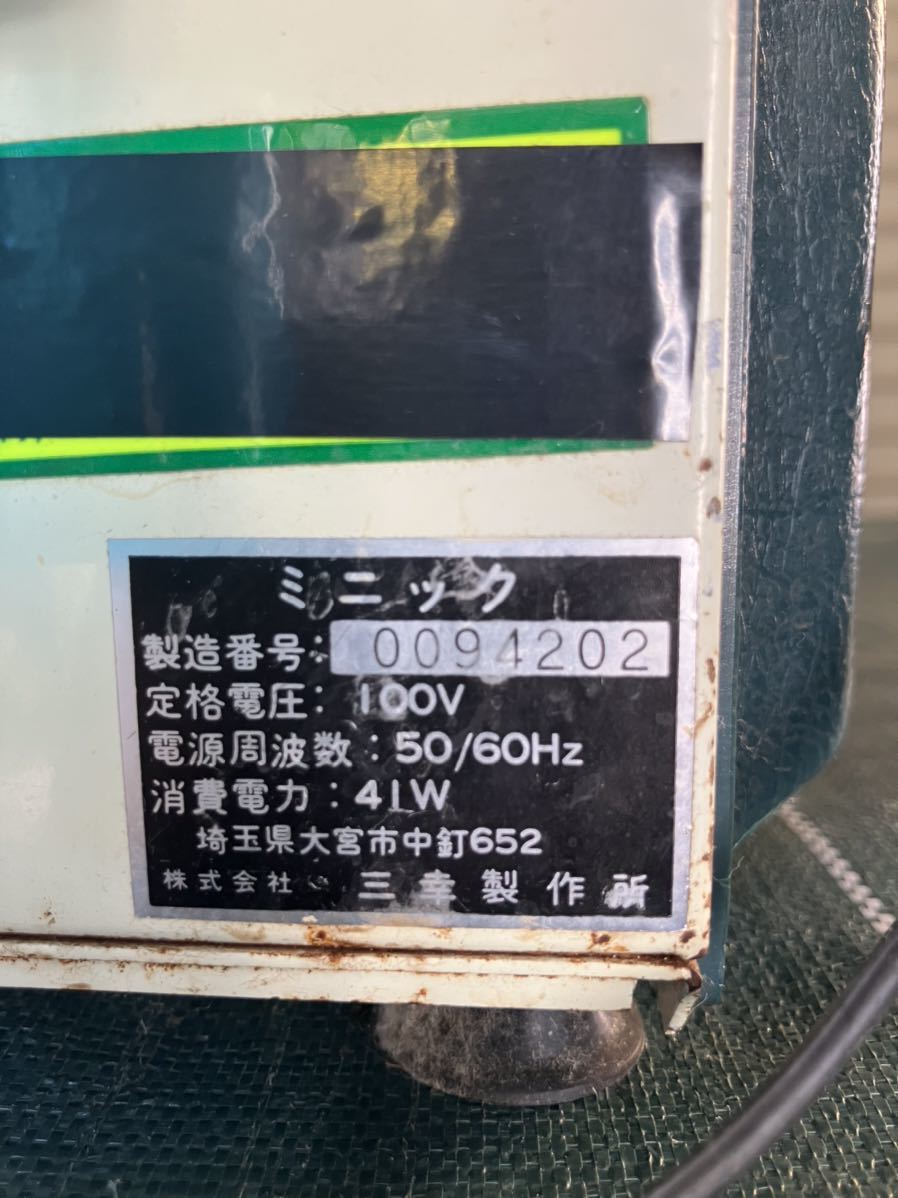 ミニック
製造番号: 0094202
定格電圧: 100V
電源周波数: 50/60Hz
消費電力: 41W
埼玉県大宮市中釘652
株式会社 三幸製作所